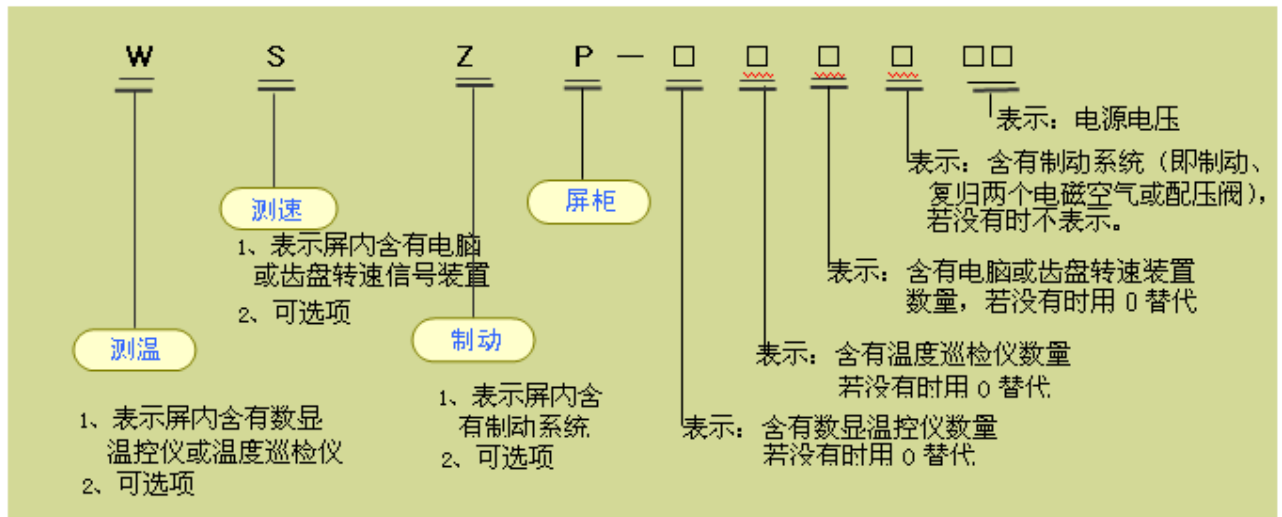 W S Z P — □ □ □ □ □□
表示：电源电压
表示：含有制动系统（即制动、
复归两个电磁空气或配压阀），
若没有时不表示。
测速
屏柜
1、表示屏内含有电脑
或齿盘转速信号装置
2、可选项
表示：含有电脑或齿盘转速装置
数量，若没有时用 0 替代
测温
制动
表示：含有温度巡检仪数量
若没有时用 0 替代
1、表示屏内含有数显
温控仪或温度巡检仪
2、可选项
1、表示屏内含
有制动系统
2、可选项
表示：含有数显温控仪数量
若没有时用 0 替代